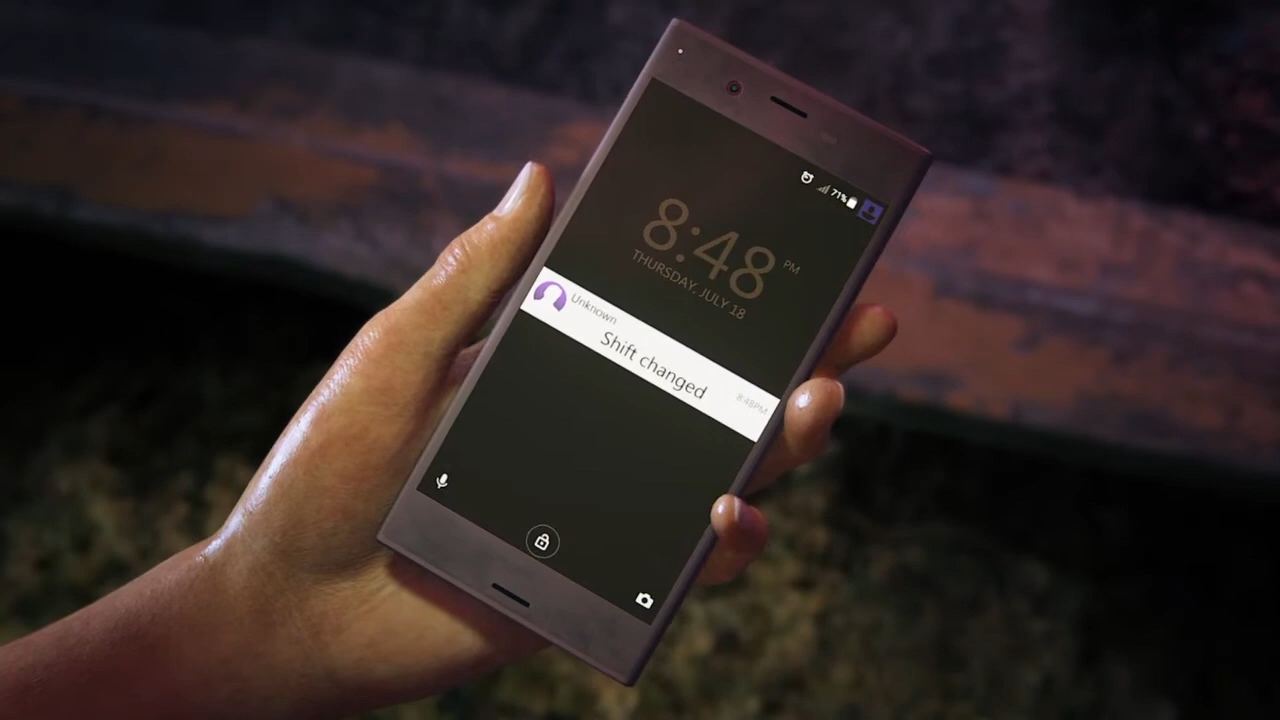 71%
8:48 PM
THURSDAY, JULY 18
Unknown
Shift changed
8:48PM